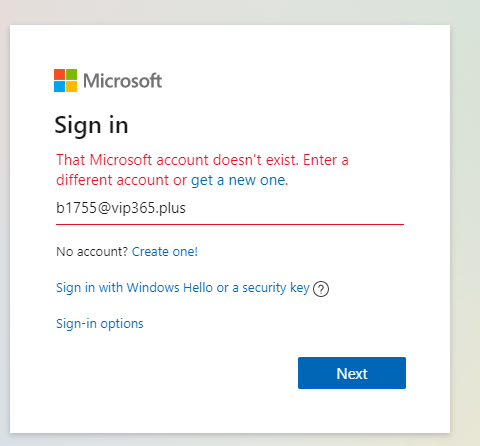 Microsoft
Sign in
That Microsoft account doesn't exist. Enter a
different account or get a new one.
b1755@vip365.plus
No account? Create one!
Sign in with Windows Hello or a security key ?
Sign-in options
Next